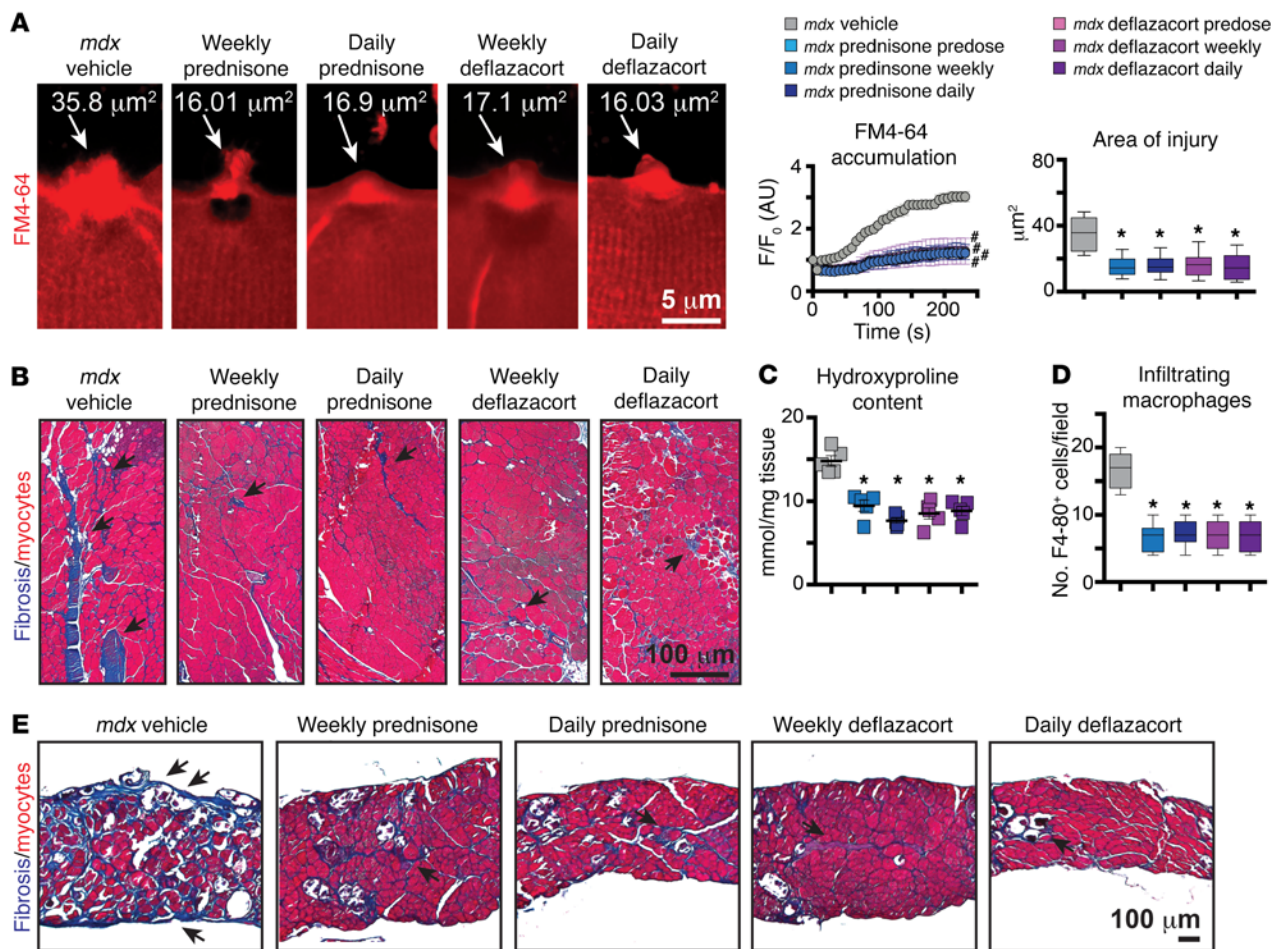 A
mdx
vehicle
Weekly
prednisone
Daily
prednisone
Weekly
deflazacort
Daily
deflazacort
35.8 μm²
16.01 μm²
16.9 μm²
17.1 μm²
16.03 μm²
FM4-64
5 μm
mdx vehicle
mdx prednisone predose
mdx predinsone weekly
mdx prednisone daily
mdx deflazacort predose
mdx deflazacort weekly
mdx deflazacort daily
FM4-64
accumulation
F/F₀ (AU)
4
2
0
0
100
200
Time (s)
#
#
# #
Area of injury
μm²
80
40
0
* * * *
B
mdx
vehicle
Weekly
prednisone
Daily
prednisone
Weekly
deflazacort
Daily
deflazacort
Fibrosis/myocytes
100 μm
C
Hydroxyproline
content
mmol/mg tissue
20
10
0
* * * *
D
Infiltrating
macrophages
No. F4-80⁺ cells/field
20
10
0
* * * *
E
mdx vehicle
Weekly prednisone
Daily prednisone
Weekly deflazacort
Daily deflazacort
Fibrosis/myocytes
100 μm